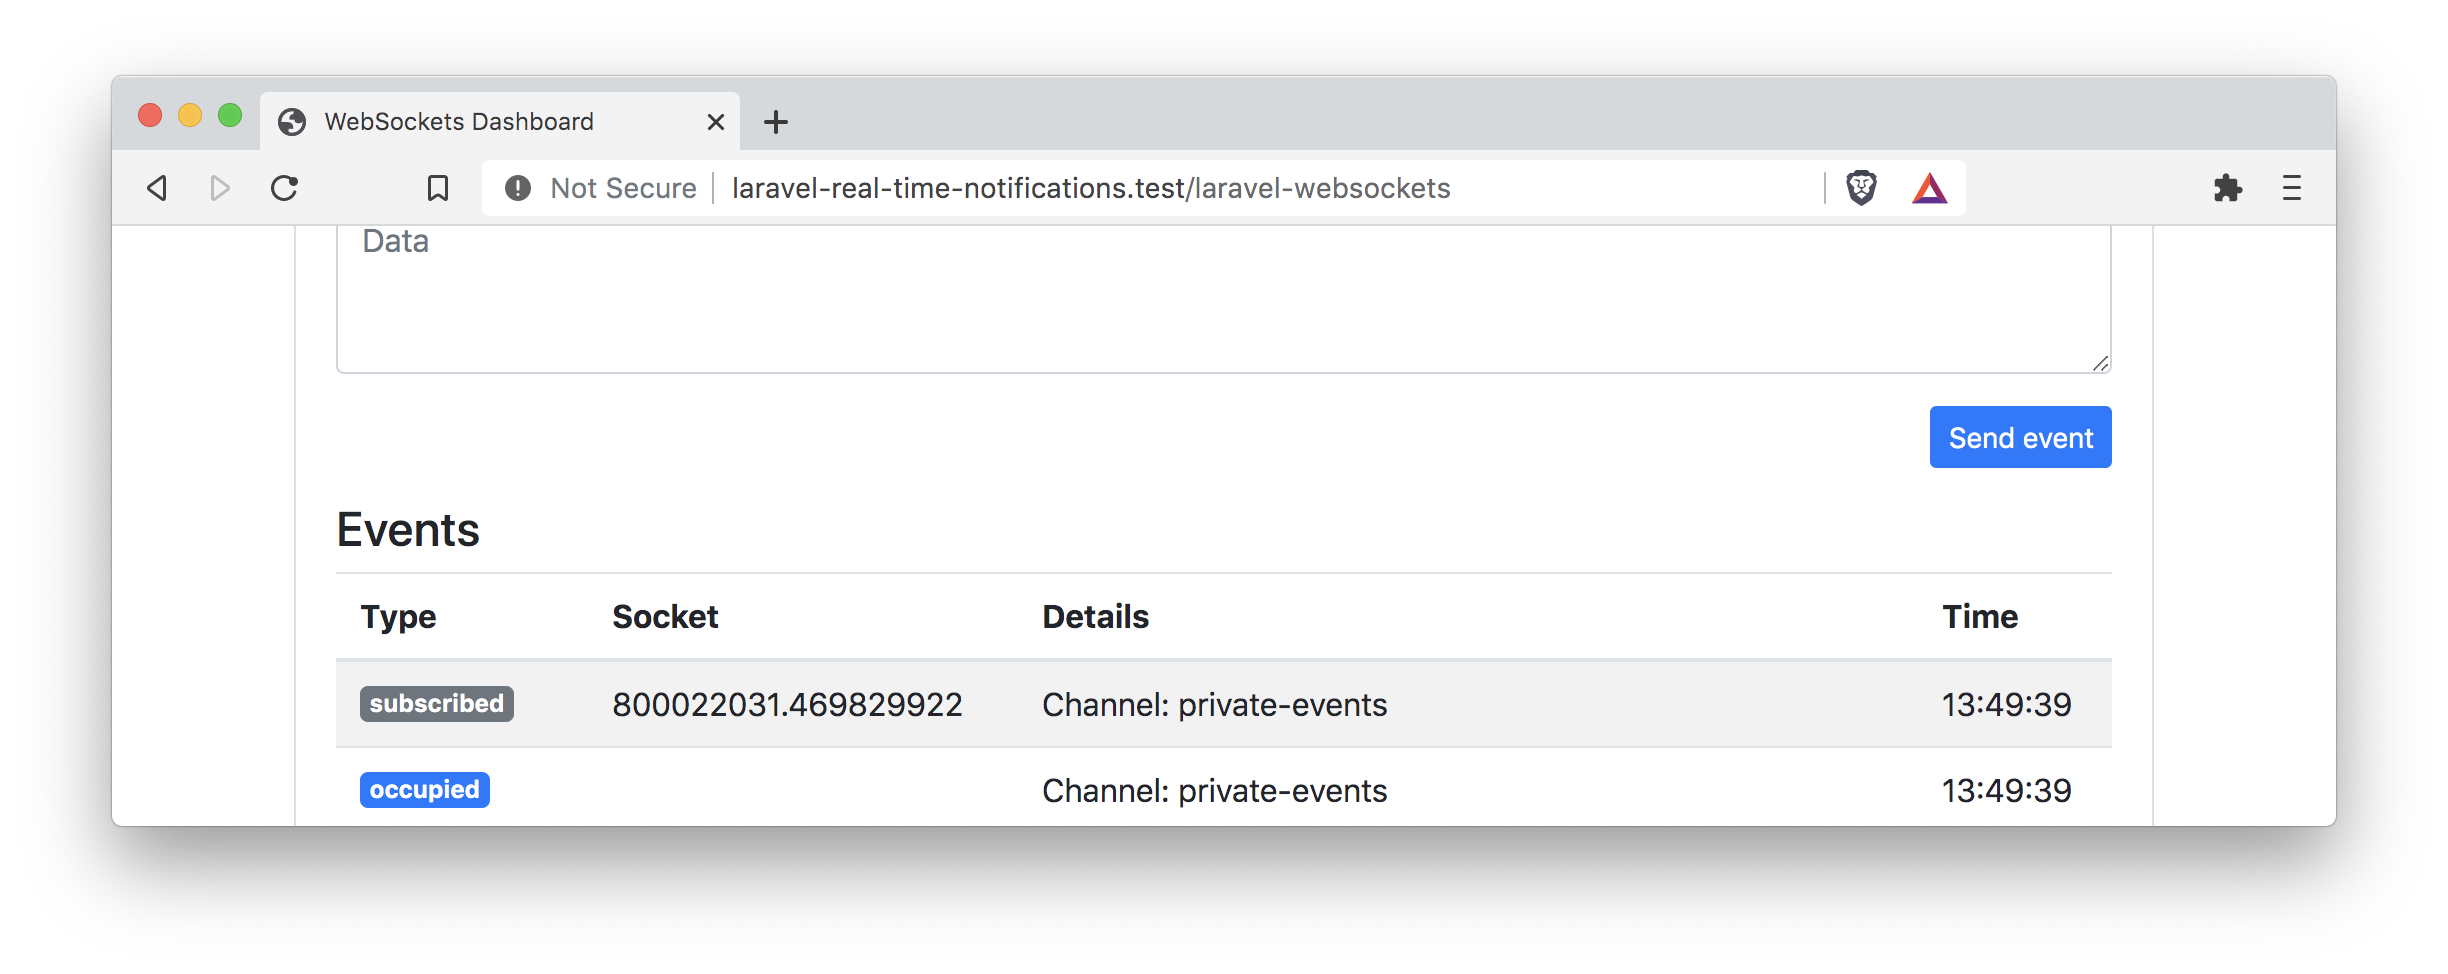 WebSockets Dashboard
Not Secure laravel-real-time-notifications.test/laravel-websockets
Data
Send event
Events
Type Socket Details Time
subscribed 800022031.469829922 Channel: private-events 13:49:39
occupied Channel: private-events 13:49:39